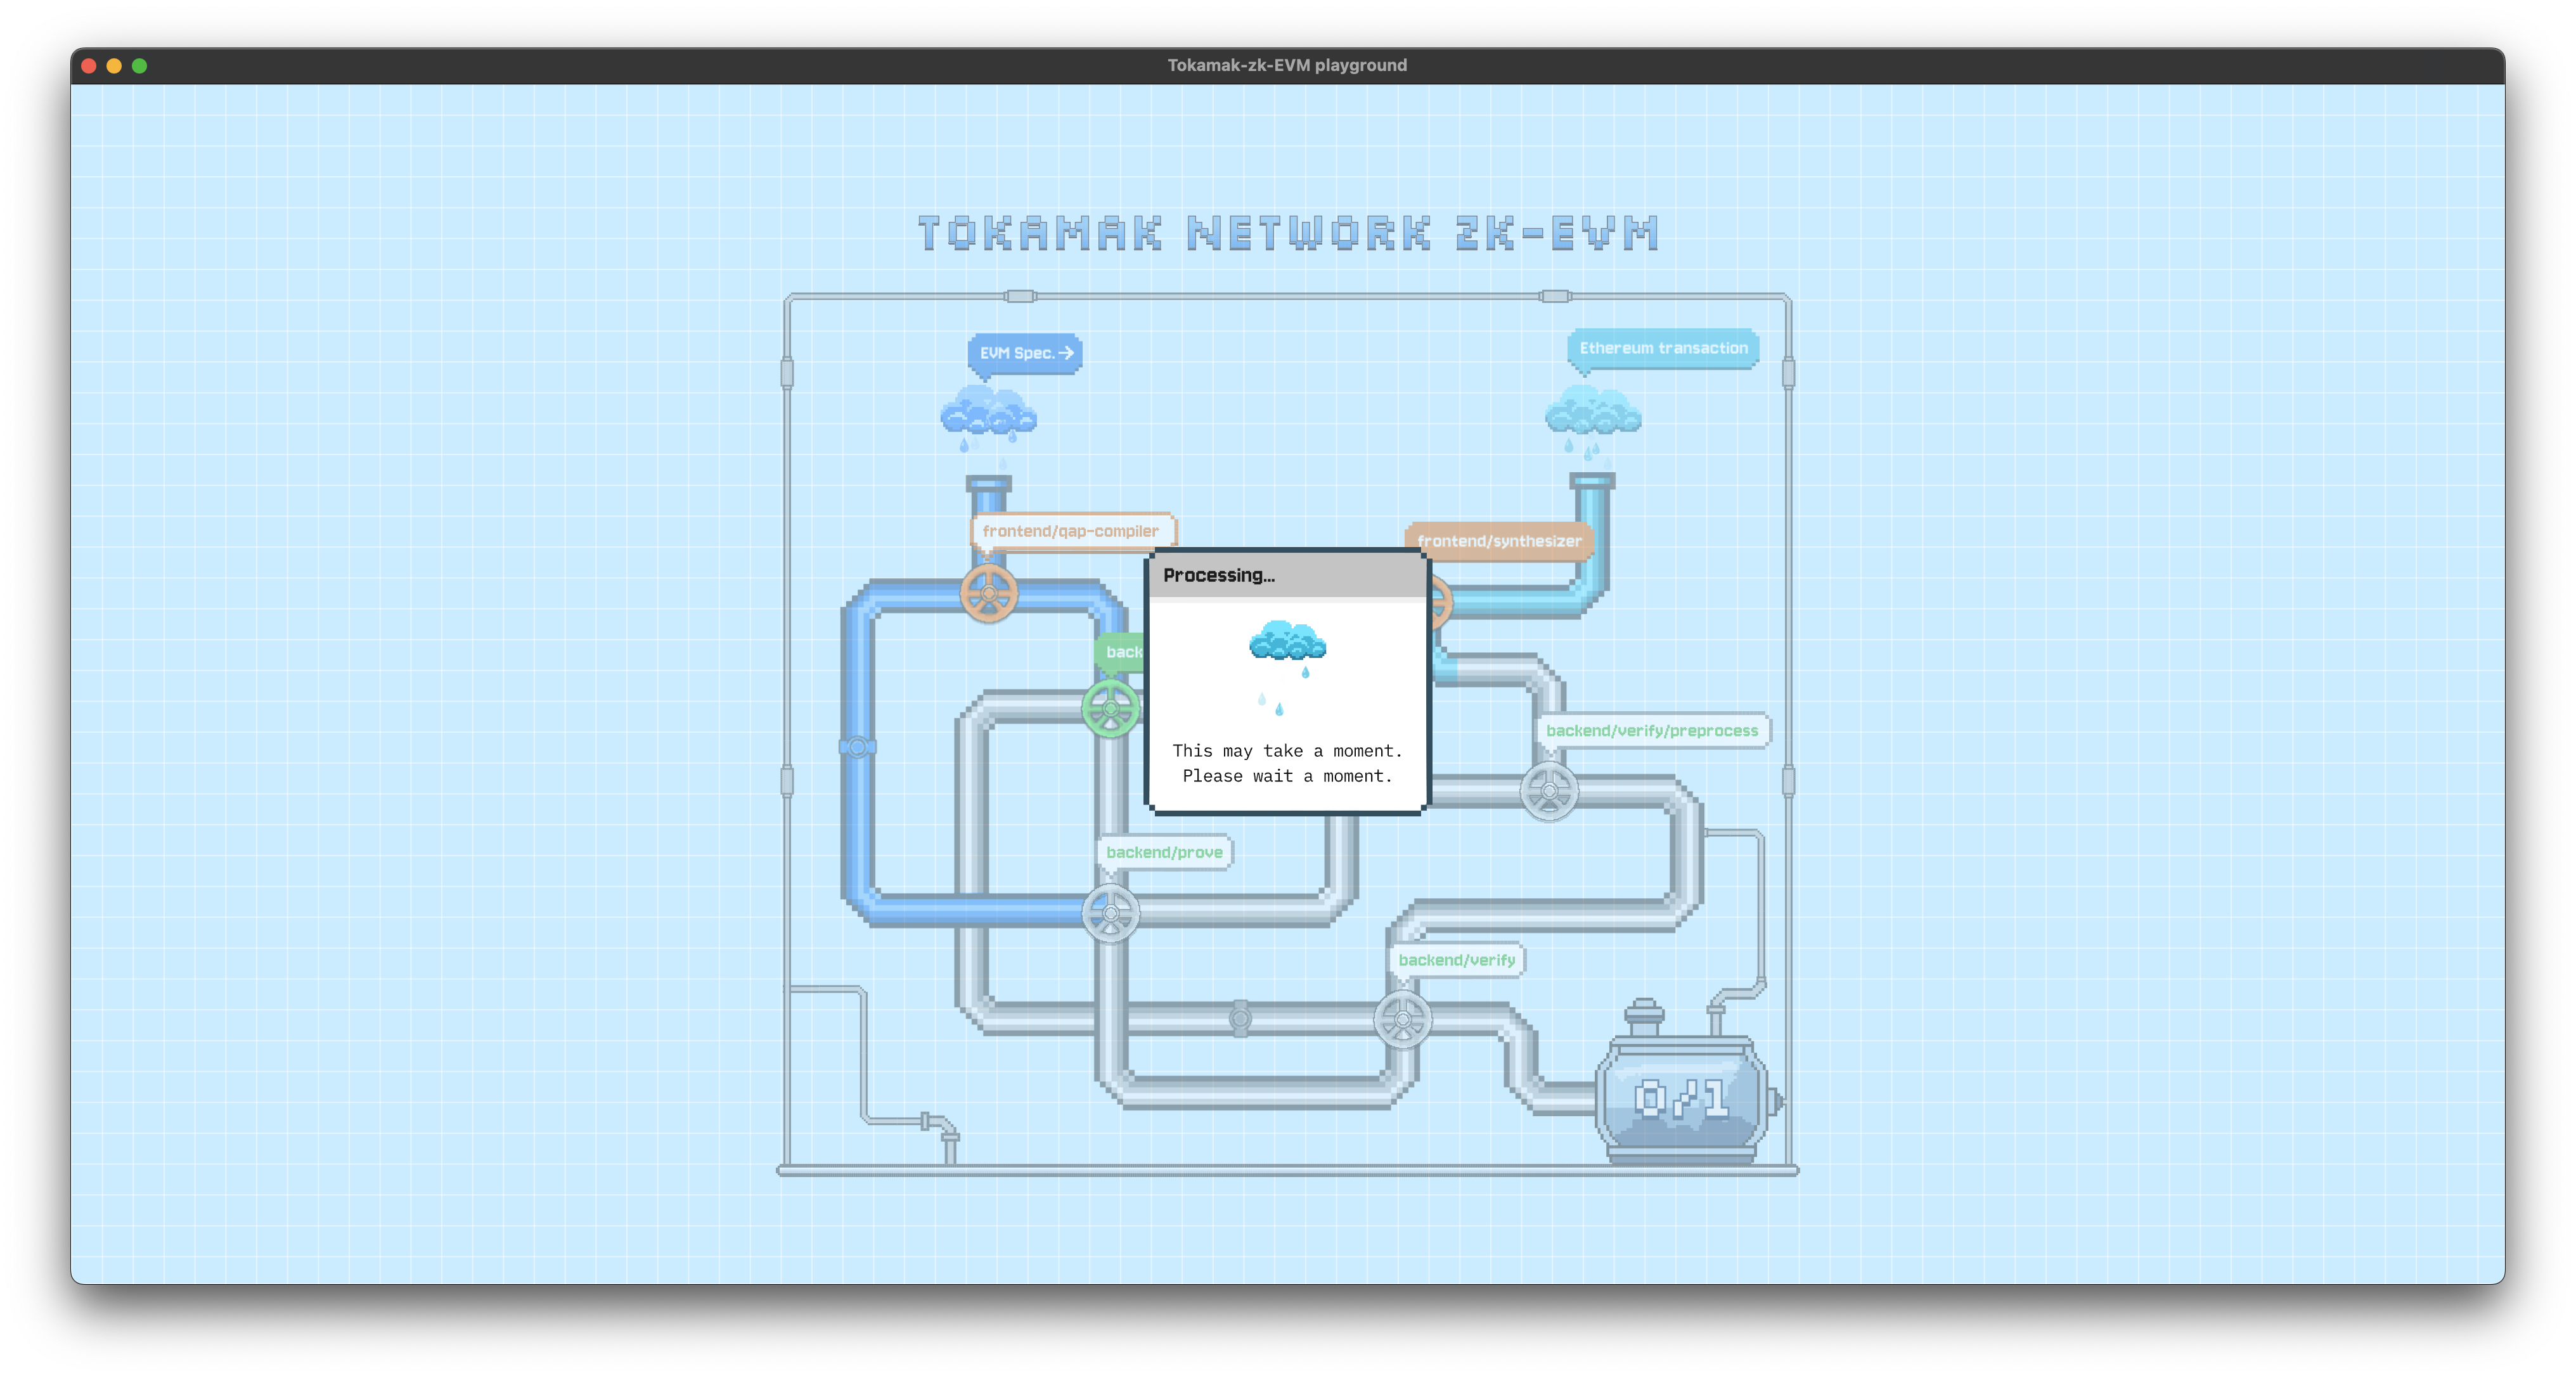 Tokamak-zk-EVM playground
TOKAMAK NETWORK ZK-EVM
EVM Spec.→
Ethereum transaction
frontend/qap-compiler
frontend/synthesizer
Processing...
back
backend/verify/preprocess
This may take a moment.
Please wait a moment.
backend/prove
backend/verify
0/1